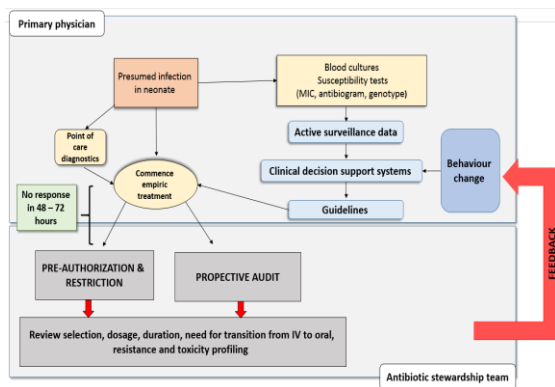 Primary physician
Presumed infection
in neonate
Blood cultures
Susceptibility tests
(MIC, antibiogram, genotype)
Point of
care
diagnostics
Active surveillance data
Commence
empiric
treatment
Clinical decision support systems
Behaviour
change
No response
in 48 – 72
hours
Guidelines
FEEDBACK
PRE-AUTHORIZATION &
RESTRICTION
PROPECTIVE AUDIT
Review selection, dosage, duration, need for transition from IV to oral,
resistance and toxicity profiling
Antibiotic stewardship team